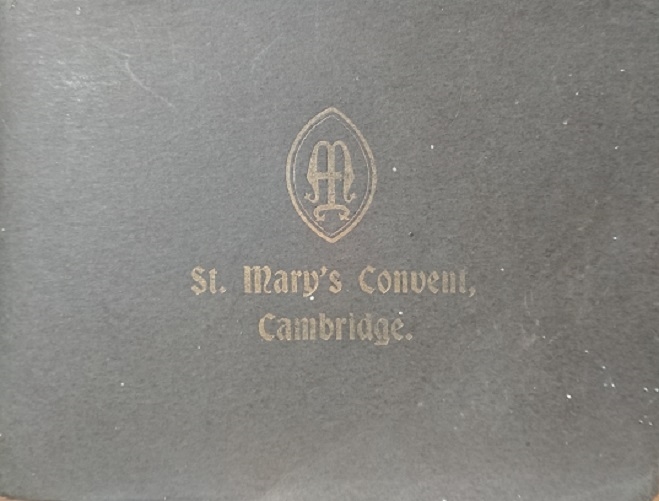 St. Mary's Convent,
Cambridge.